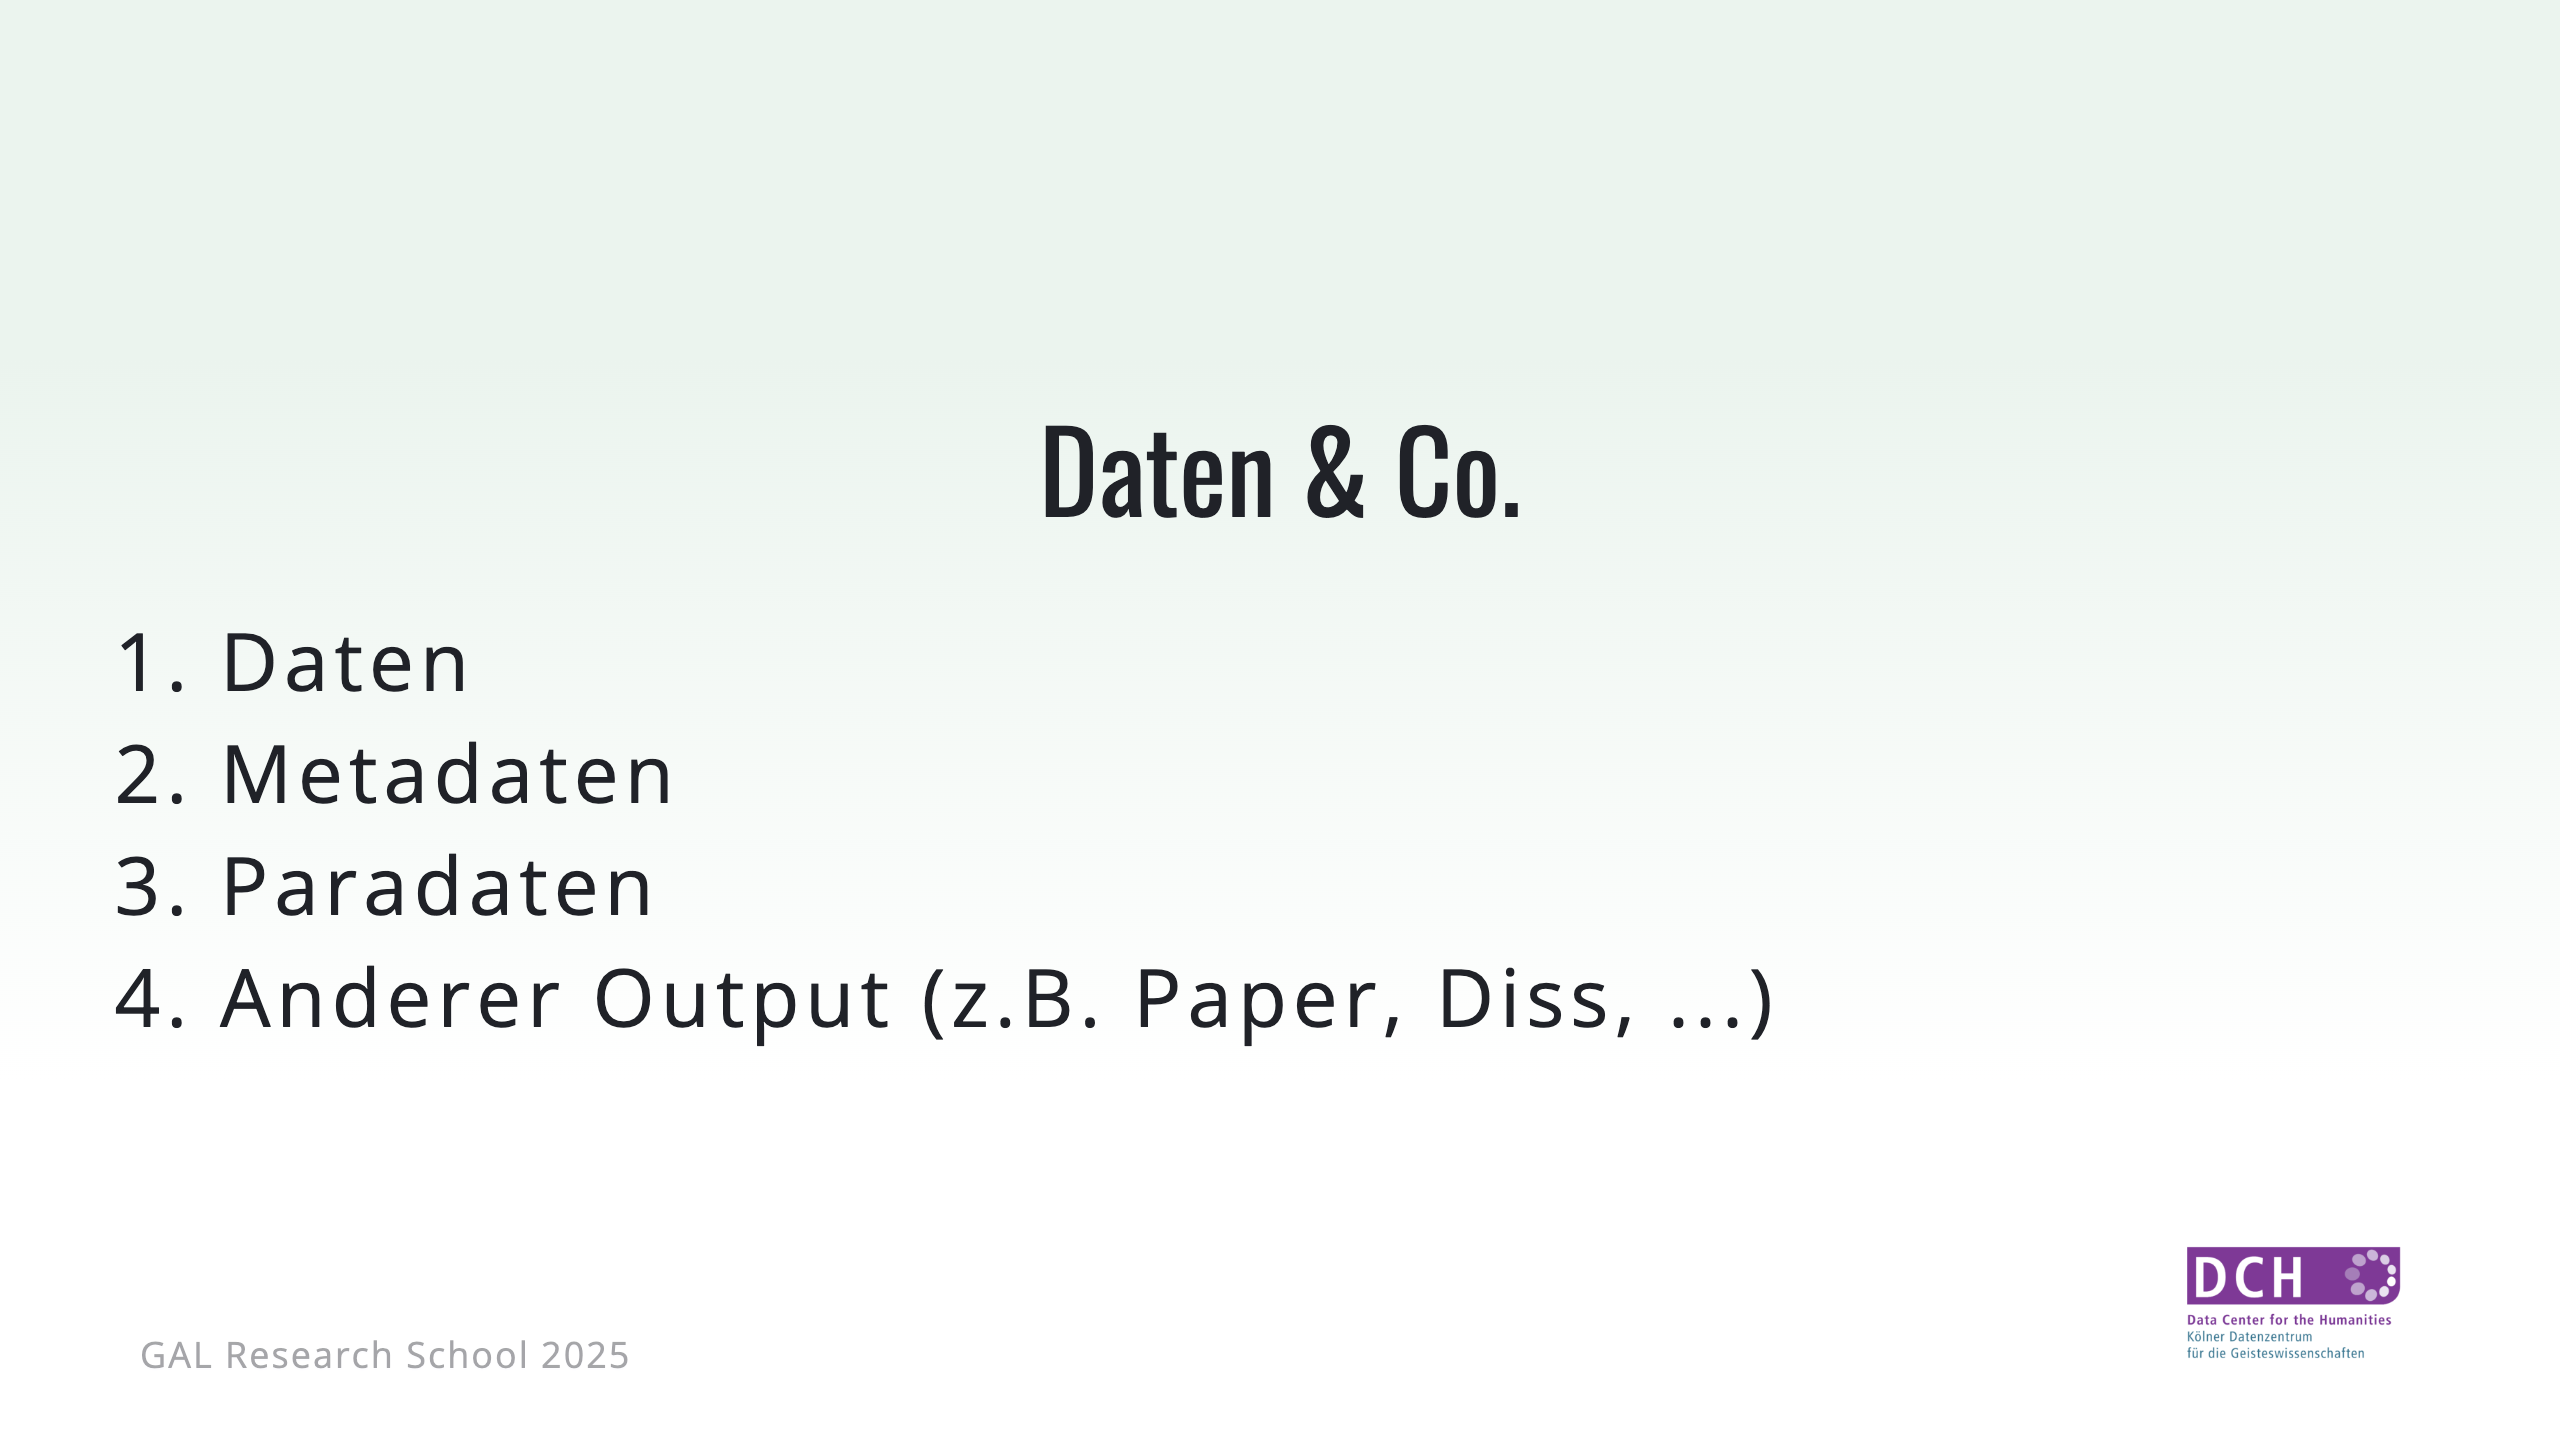 Daten & Co.
1. Daten
2. Metadaten
3. Paradaten
4. Anderer Output (z.B. Paper, Diss, ...)
GAL Research School 2025
DCH
Data Center for the Humanities
Kölner Datenzentrum
für die Geisteswissenschaften